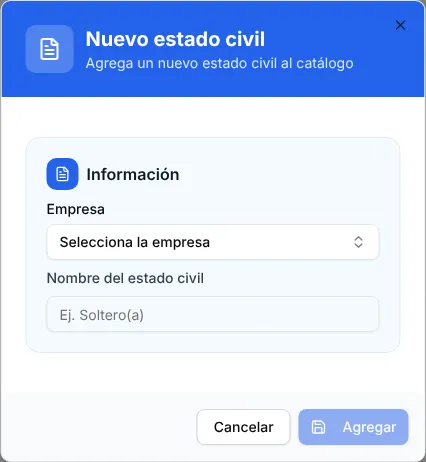 Nuevo estado civil
Agrega un nuevo estado civil al catálogo
Información
Empresa
Selecciona la empresa
Nombre del estado civil
Ej. Soltero(a)
Cancelar
Agregar